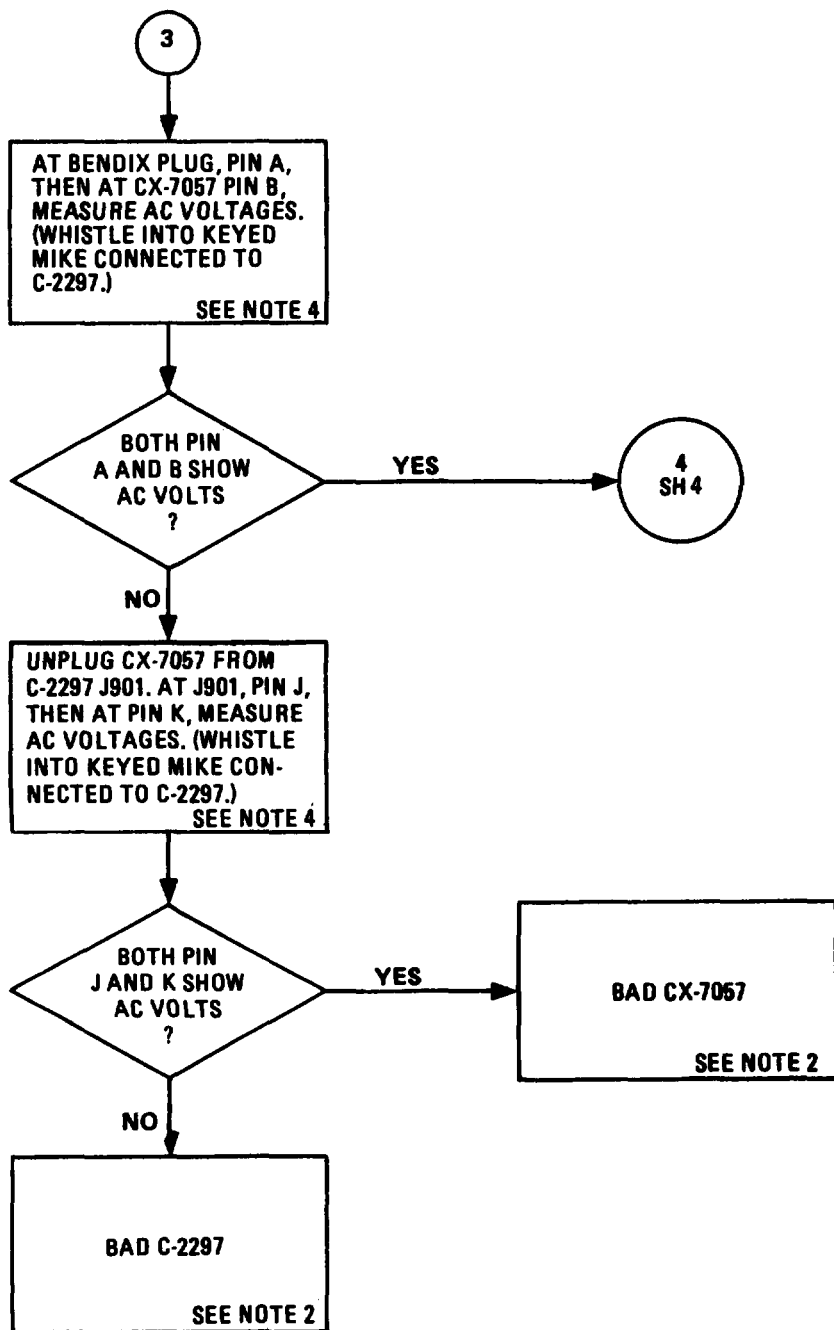 3
AT BENDIX PLUG, PIN A,
THEN AT CX-7057 PIN B,
MEASURE AC VOLTAGES.
(WHISTLE INTO KEYED
MIKE CONNECTED TO
C-2297.)
SEE NOTE 4
BOTH PIN
A AND B SHOW
AC VOLTS
?
YES
4
SH 4
NO
UNPLUG CX-7057 FROM
C-2297 J901. AT J901, PIN J,
THEN AT PIN K, MEASURE
AC VOLTAGES. (WHISTLE
INTO KEYED MIKE CON-
NECTED TO C-2297.)
SEE NOTE 4
BOTH PIN
J AND K SHOW
AC VOLTS
?
YES
BAD CX-7057
SEE NOTE 2
NO
BAD C-2297
SEE NOTE 2